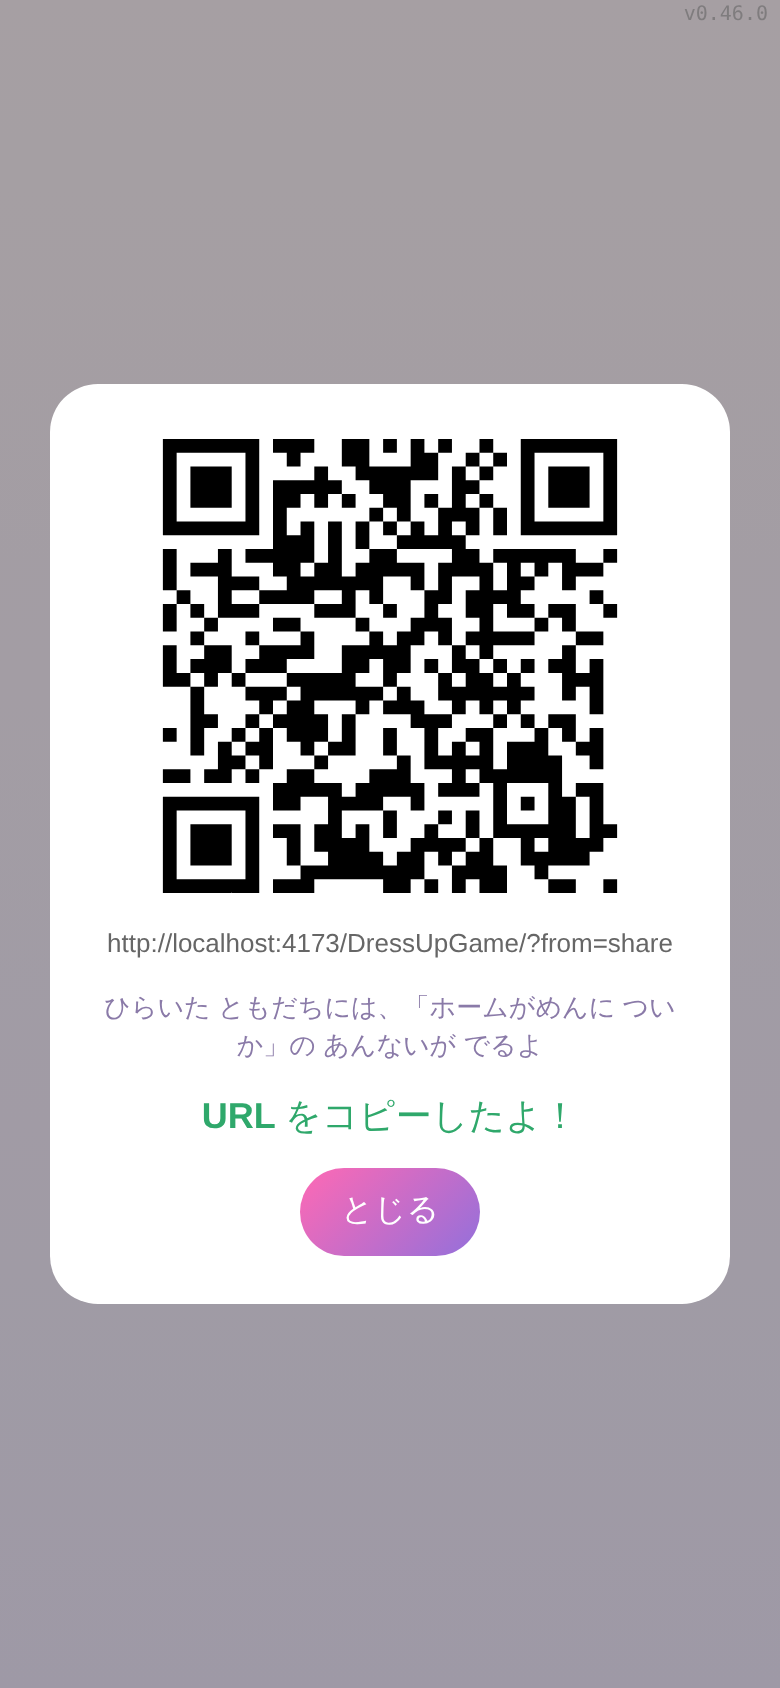 v0.46.0
http://localhost:4173/DressUpGame/?from=share
ひらいた ともだちには、「ホームがめんに つい
か」の あんないが でるよ
URL をコピーしたよ！
とじる